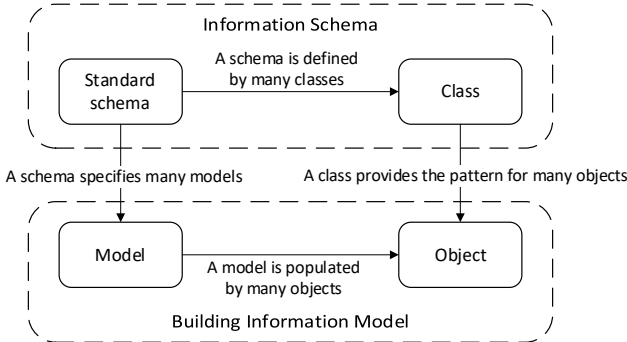 Information Schema
A schema is defined
by many classes
Standard
schema
Class
A schema specifies many models
A class provides the pattern for many objects
Model
Object
A model is populated
by many objects
Building Information Model